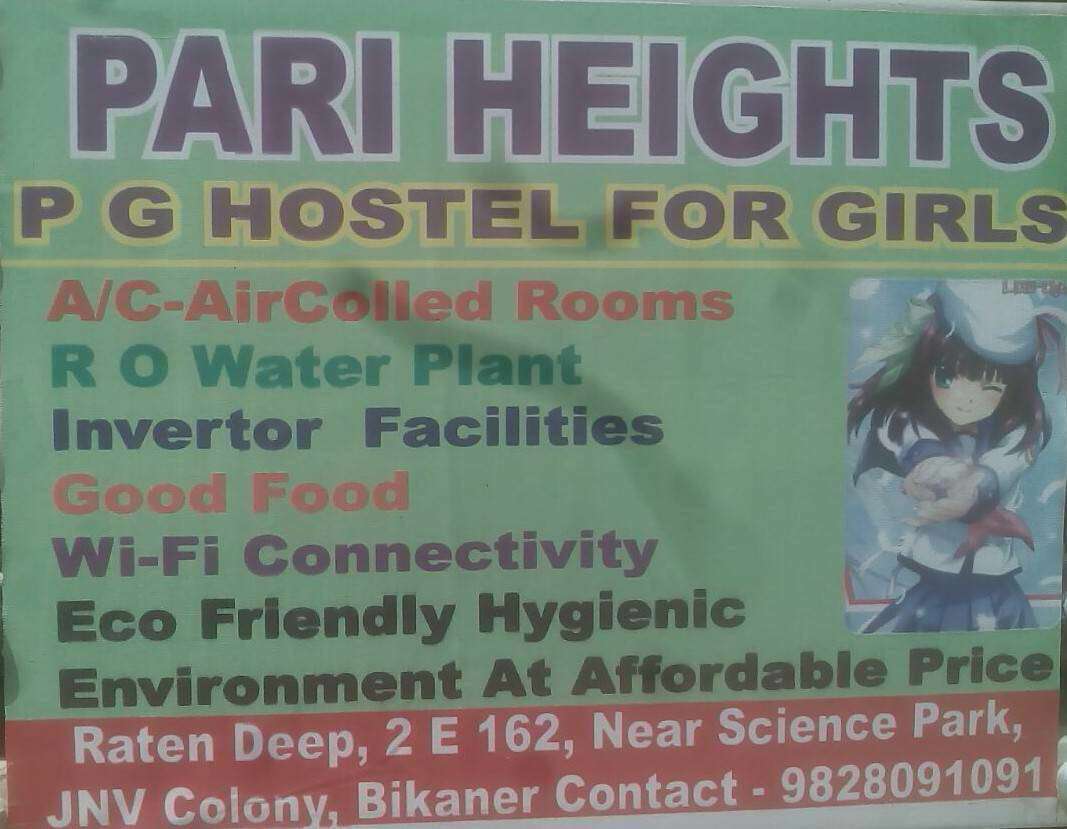 PARI HEIGHTS
P G HOSTEL FOR GIRLS
A/C-AirColled Rooms
R O Water Plant
Invertor Facilities
Good Food
Wi-Fi Connectivity
Eco Friendly Hygienic
Environment At Affordable Price
Raten Deep, 2 E 162, Near Science Park,
JNV Colony, Bikaner Contact - 9828091091